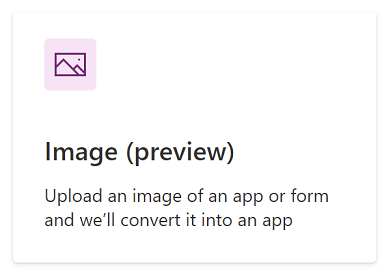 Image (preview)
Upload an image of an app or form
and we’ll convert it into an app